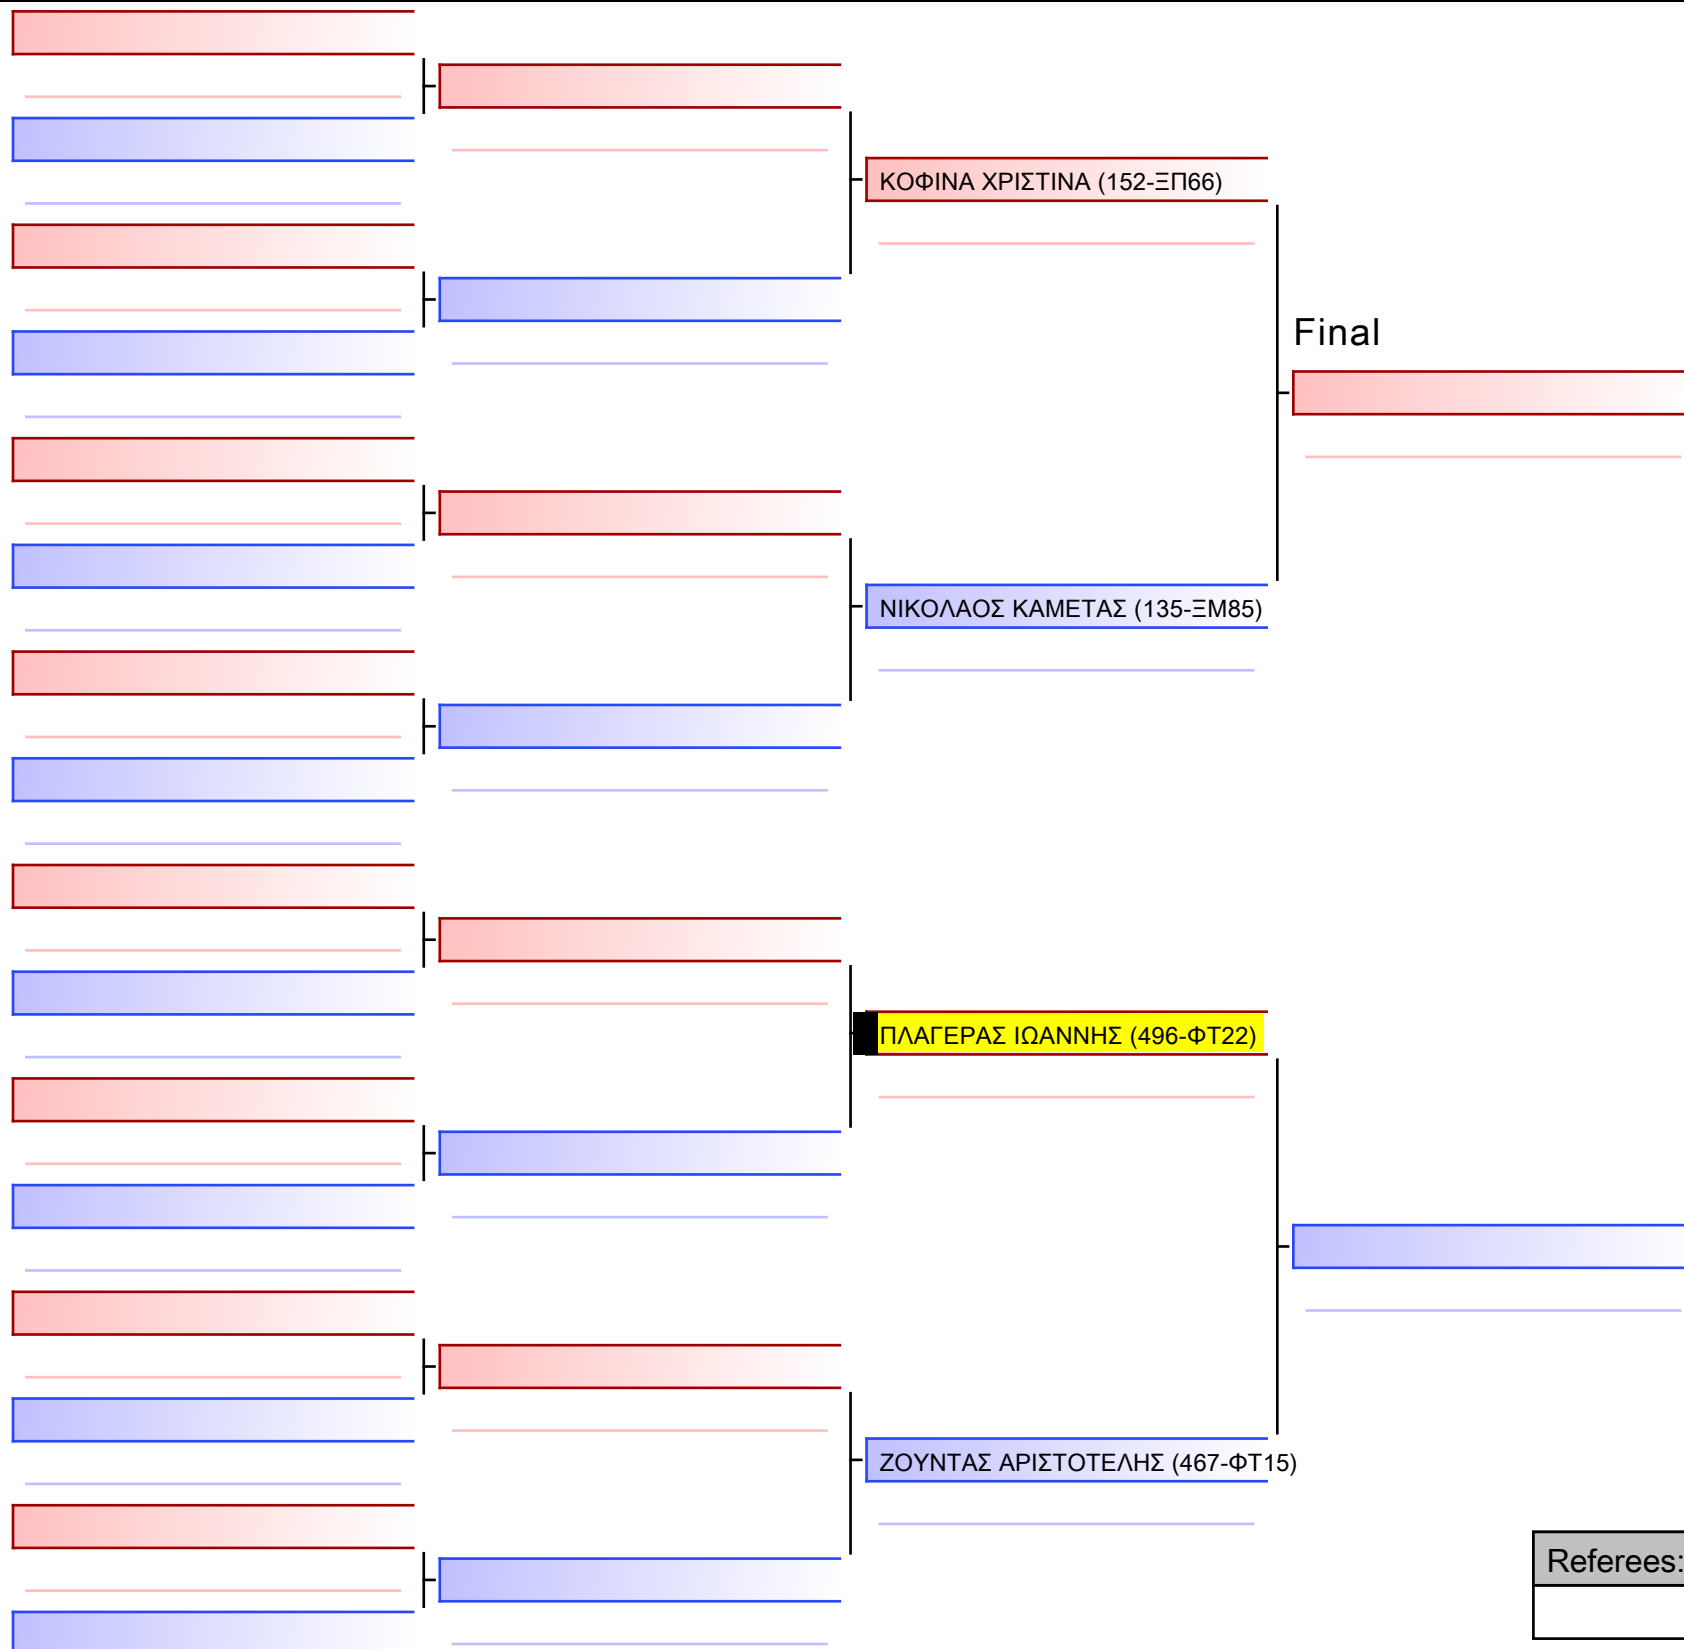 ΚΟΦΙΝΑ ΧΡΙΣΤΙΝΑ (152-ΞΠ66)
Final
ΝΙΚΟΛΑΟΣ ΚΑΜΕΤΑΣ (135-ΞΜ85)
ΠΛΑΓΕΡΑΣ ΙΩΑΝΝΗΣ (496-ΦΤ22)
ΖΟΥΝΤΑΣ ΑΡΙΣΤΟΤΕΛΗΣ (467-ΦΤ15)
Referees: